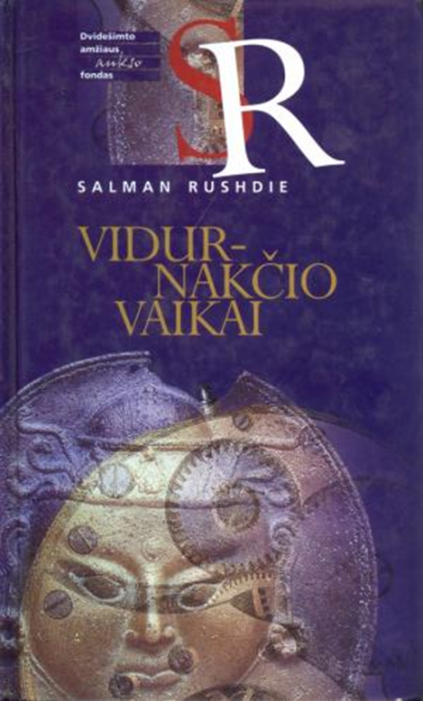 Dvidešimto
amžiaus
aukso
fondas
SR
SALMAN RUSHDIE
VIDUR-
NAKČIO
VAIKAI